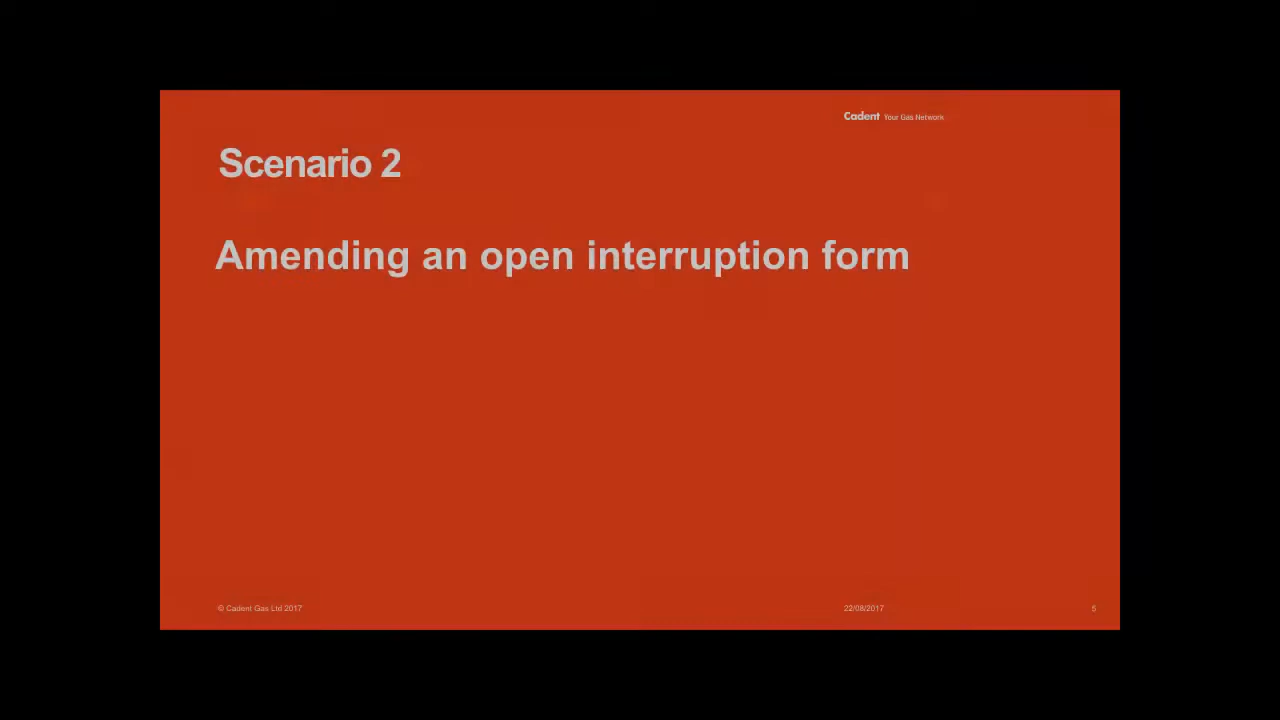 Cadent Your Gas Network
Scenario 2
Amending an open interruption form
© Cadent Gas Ltd 2017
22/08/2017
5